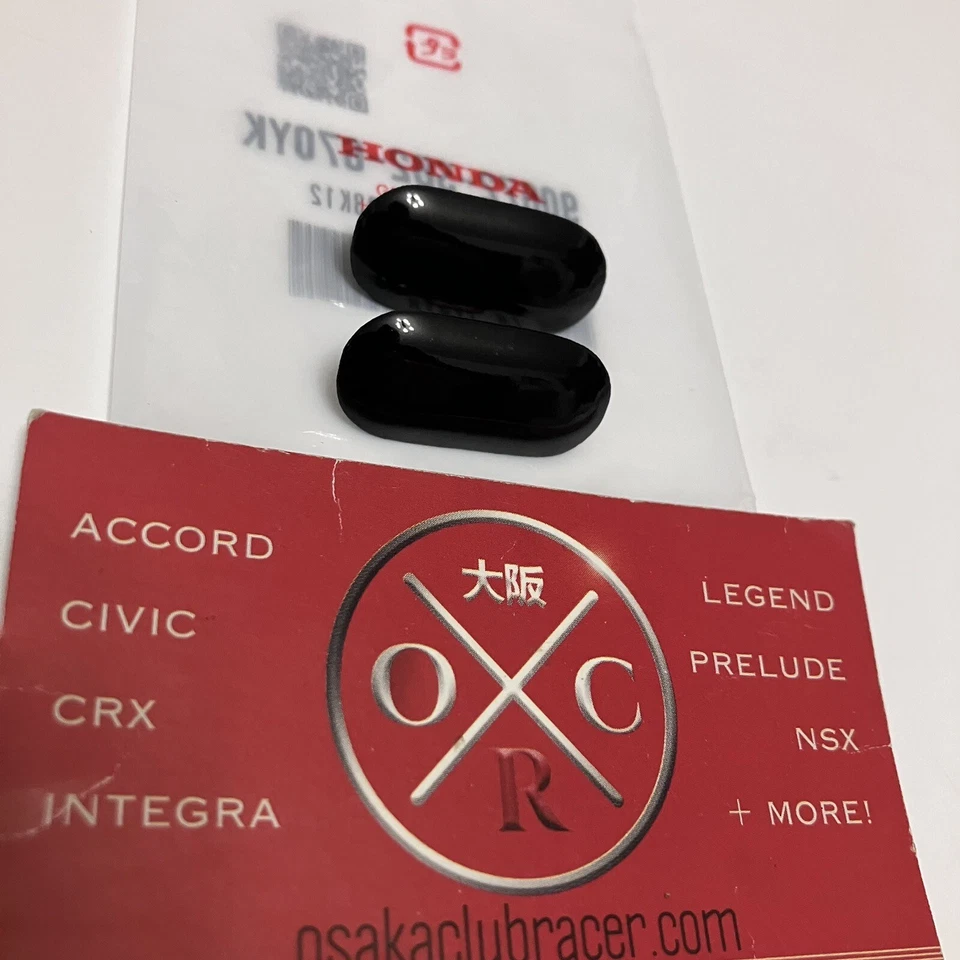 HONDA
ACCORD
CIVIC
CRX
INTEGRA
大阪
O C
R
LEGEND
PRELUDE
NSX
+ MORE!
osakaclubracer.com